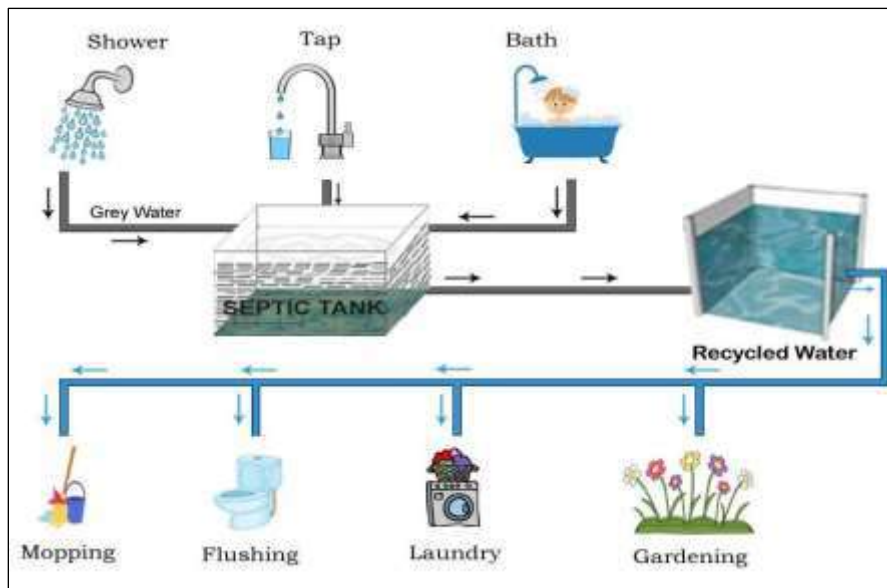 Shower
Tap
Bath
Grey Water
SEPTIC TANK
Recycled Water
Mopping
Flushing
Laundry
Gardening